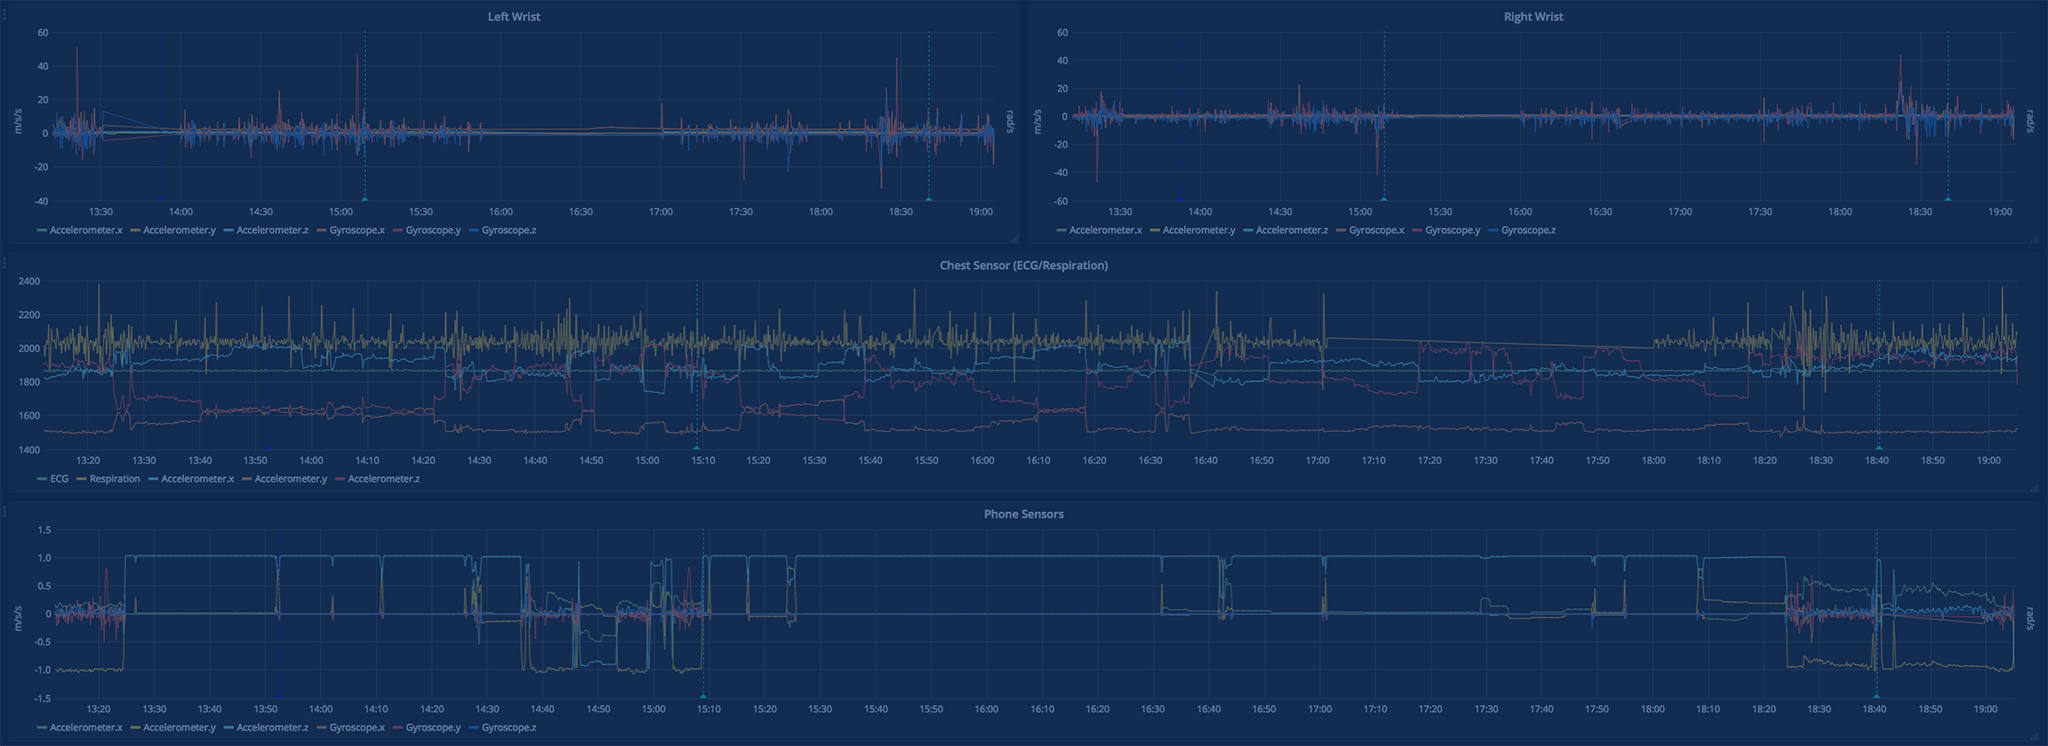 Left Wrist
Right Wrist
60
40
20
0
-20
-40
m/s/s
rad/s
13:30 14:00 14:30 15:00 15:30 16:00 16:30 17:00 17:30 18:00 18:30 19:00
Accelerometer.x Accelerometer.y Accelerometer.z Gyroscope.x Gyroscope.y Gyroscope.z
60
40
20
0
-20
-40
-60
m/s/s
rad/s
13:30 14:00 14:30 15:00 15:30 16:00 16:30 17:00 17:30 18:00 18:30 19:00
Accelerometer.x Accelerometer.y Accelerometer.z Gyroscope.x Gyroscope.y Gyroscope.z
Chest Sensor (ECG/Respiration)
2400
2200
2000
1800
1600
1400
13:20 13:30 13:40 13:50 14:00 14:10 14:20 14:30 14:40 14:50 15:00 15:10 15:20 15:30 15:40 15:50 16:00 16:10 16:20 16:30 16:40 16:50 17:00 17:10 17:20 17:30 17:40 17:50 18:00 18:10 18:20 18:30 18:40 18:50 19:00
ECG Respiration Accelerometer.x Accelerometer.y Accelerometer.z
Phone Sensors
1.5
1.0
0.5
0
-0.5
-1.0
-1.5
m/s/s
rad/s
13:20 13:30 13:40 13:50 14:00 14:10 14:20 14:30 14:40 14:50 15:00 15:10 15:20 15:30 15:40 15:50 16:00 16:10 16:20 16:30 16:40 16:50 17:00 17:10 17:20 17:30 17:40 17:50 18:00 18:10 18:20 18:30 18:40 18:50 19:00
Accelerometer.x Accelerometer.y Accelerometer.z Gyroscope.x Gyroscope.y Gyroscope.z